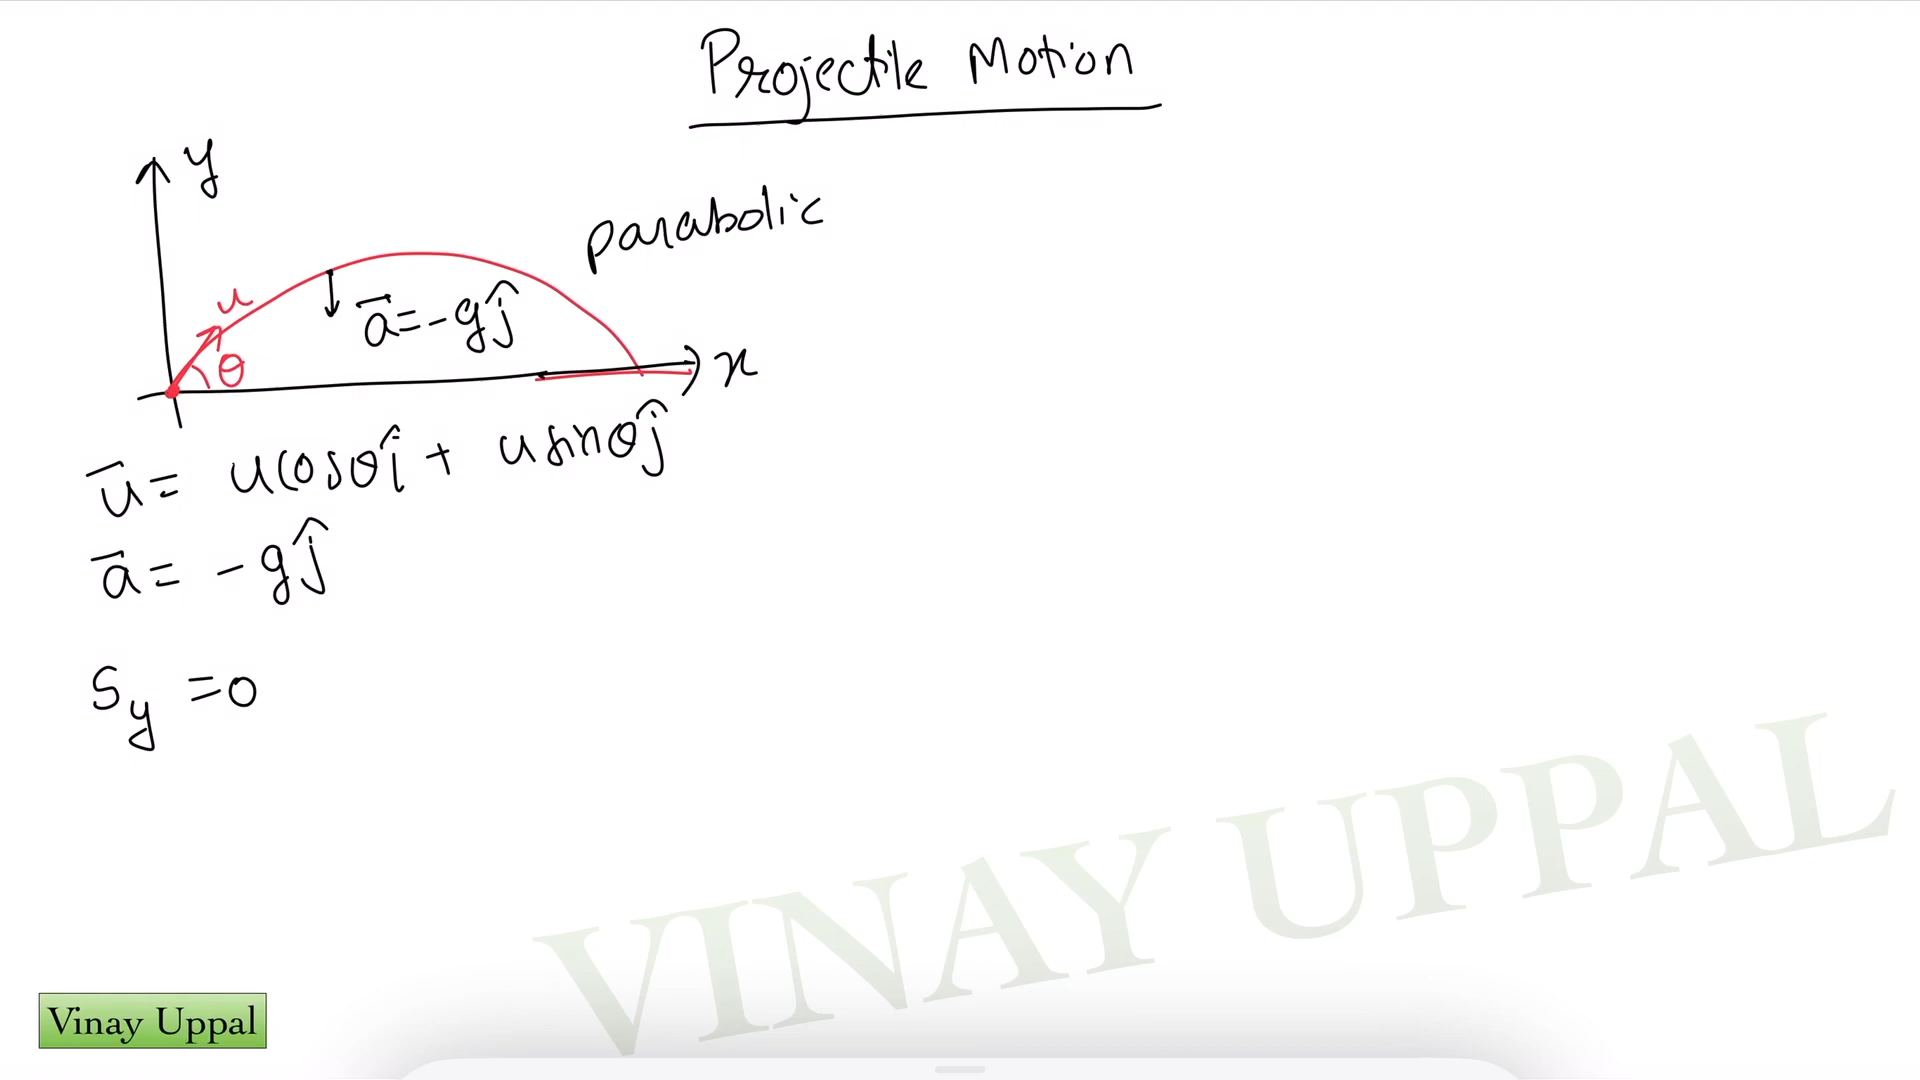 Projectile Motion
y
parabolic
u
θ
a⃗ = -gĵ
x
u⃗ = ucosθî + usinθĵ
a⃗ = -gĵ
Sy = 0
VINAY UPPAL
Vinay Uppal